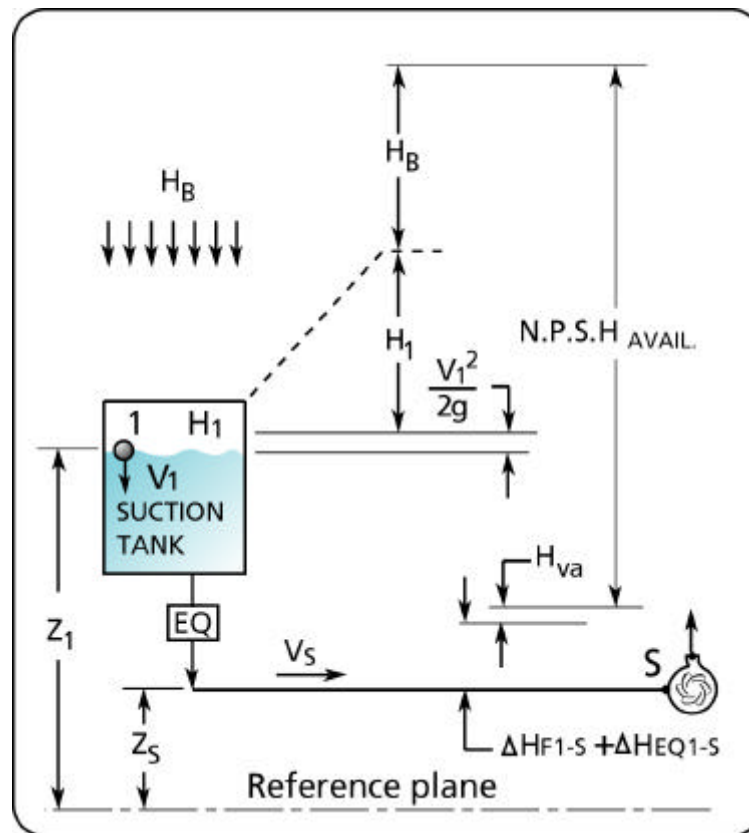 H_B
H_B
H_1
N.P.S.H AVAIL.
V_1^2
2g
1 H_1
V_1
SUCTION
TANK
H_va
EQ
Z_1
V_S
S
Z_S
ΔH_F1-S +ΔH_EQ1-S
Reference plane